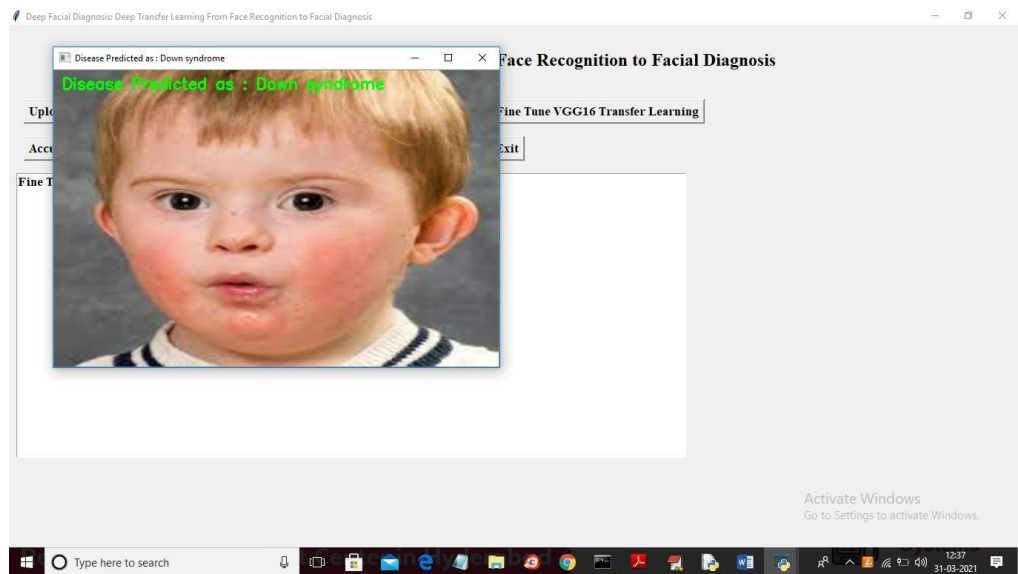 Deep Facial Diagnosis: Deep Transfer Learning From Face Recognition to Facial Diagnosis
Disease Predicted as : Down syndrome
Face Recognition to Facial Diagnosis
Disease Predicted as : Down syndrome
Fine Tune VGG16 Transfer Learning
Exit
Fine T
Activate Windows
Go to Settings to activate Windows.
Type here to search
12:37
31-03-2021